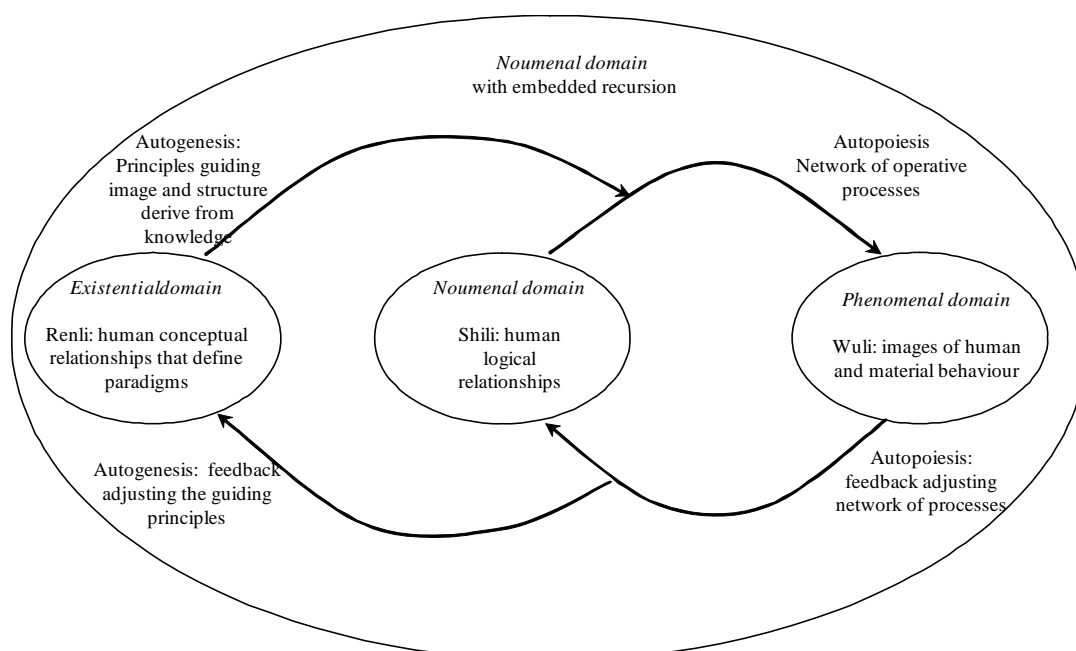 Noumenal domain
with embedded recursion
Autogenesis:
Principles guiding
image and structure
derive from
knowledge
Autopoiesis
Network of operative
processes
Existentialdomain
Renli: human conceptual
relationships that define
paradigms
Noumenal domain
Shili: human
logical
relationships
Phenomenal domain
Wuli: images of human
and material behaviour
Autogenesis:  feedback
adjusting the guiding
principles
Autopoiesis:
feedback adjusting
network of processes